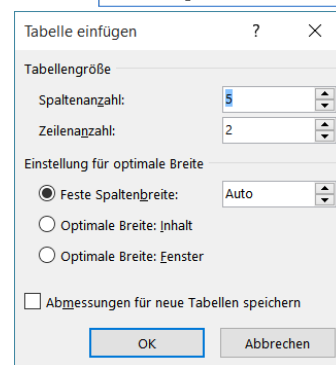 Tabelle einfügen ? ×
Tabellengröße
Spaltenanzahl: 5
Zeilenanzahl: 2
Einstellung für optimale Breite
Feste Spaltenbreite: Auto
Optimale Breite: Inhalt
Optimale Breite: Fenster
Abmessungen für neue Tabellen speichern
OK Abbrechen